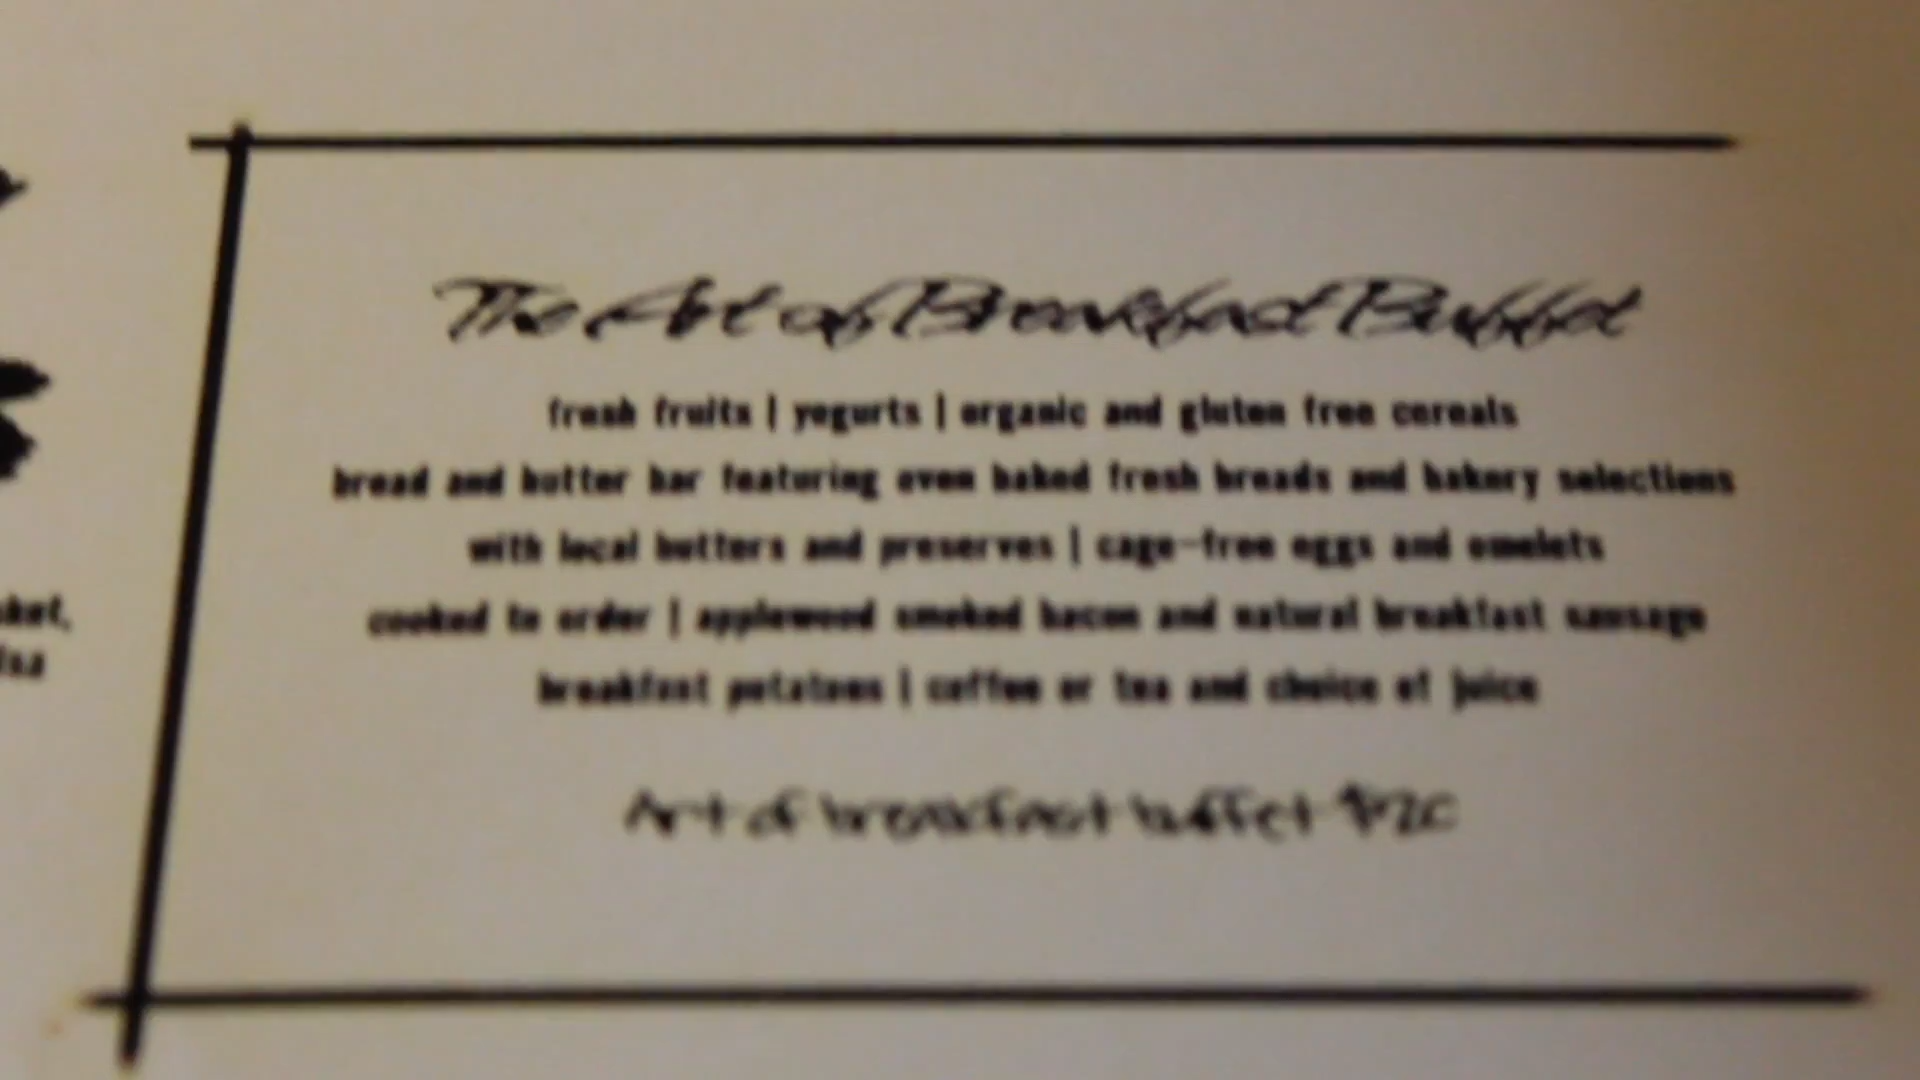 The Art of Breakfast Buffet
fresh fruits | yogurts | organic and gluten free cereals
bread and butter bar featuring oven baked fresh breads and bakery selections
with local butters and preserves | cage-free eggs and omelets
cooked to order | applewood smoked bacon and natural breakfast sausage
breakfast potatoes | coffee or tea and choice of juice
Art of breakfast buffet